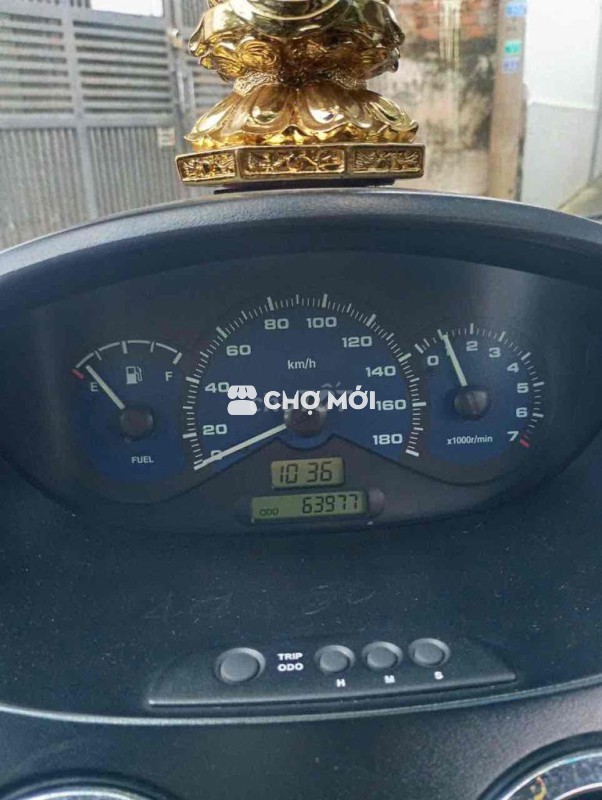 80 100
60 120
km/h
40 140
20 160
0 180
E F
FUEL
0 1 2 3 4 5 6 7
x1000r/min
CHỢ MỚI
10 36
ODO 63977
TRIP
ODO
H M S